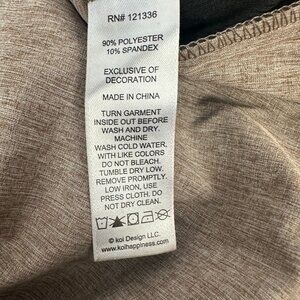 RN# 121336
90% POLYESTER
10% SPANDEX
EXCLUSIVE OF
DECORATION
MADE IN CHINA
TURN GARMENT
INSIDE OUT BEFORE
WASH AND DRY.
MACHINE
WASH COLD WATER.
WITH LIKE COLORS
DO NOT BLEACH.
TUMBLE DRY LOW.
REMOVE PROMPTLY.
LOW IRON, USE
PRESS CLOTH. DO
NOT DRY CLEAN.
© koi Design LLC.
www.koihappiness.com